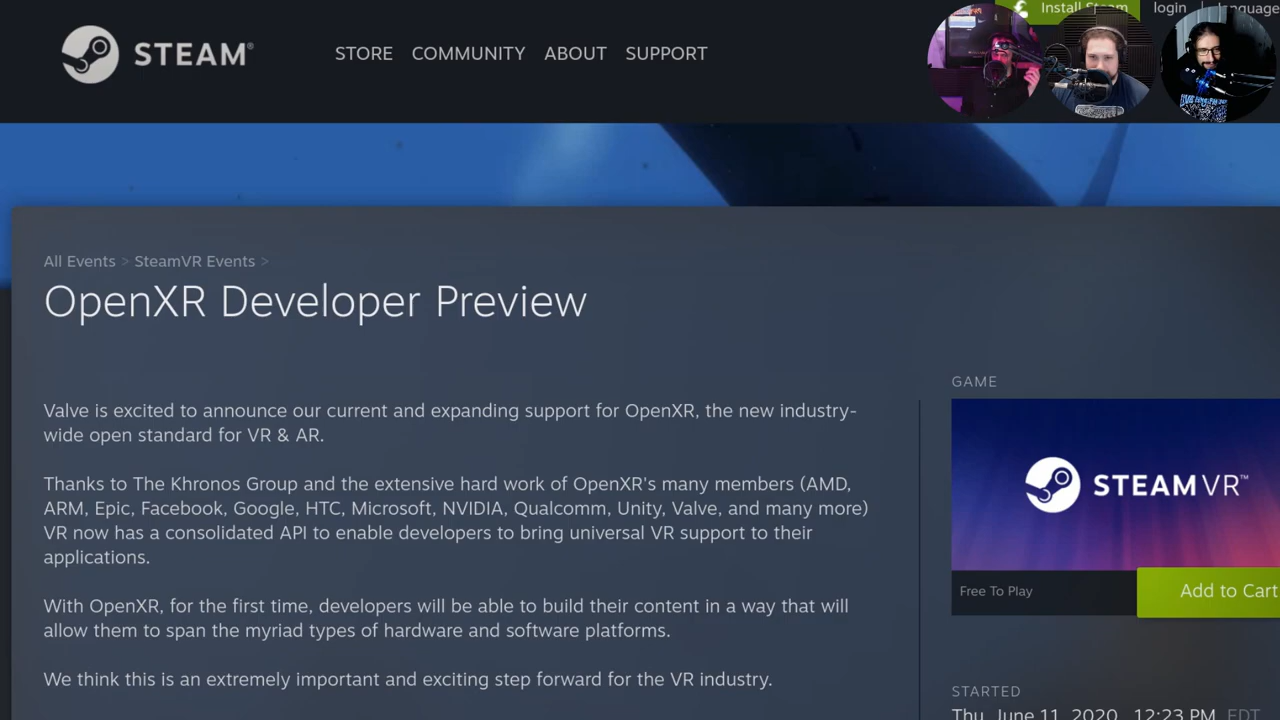 Install Steam login | language
STEAM® STORE COMMUNITY ABOUT SUPPORT
All Events > SteamVR Events >
OpenXR Developer Preview
Valve is excited to announce our current and expanding support for OpenXR, the new industry-
wide open standard for VR & AR.
Thanks to The Khronos Group and the extensive hard work of OpenXR's many members (AMD,
ARM, Epic, Facebook, Google, HTC, Microsoft, NVIDIA, Qualcomm, Unity, Valve, and many more)
VR now has a consolidated API to enable developers to bring universal VR support to their
applications.
With OpenXR, for the first time, developers will be able to build their content in a way that will
allow them to span the myriad types of hardware and software platforms.
We think this is an extremely important and exciting step forward for the VR industry.
GAME
STEAMVR™
Free To Play
Add to Cart
STARTED
Thu, June 11, 2020 12:23 PM EDT